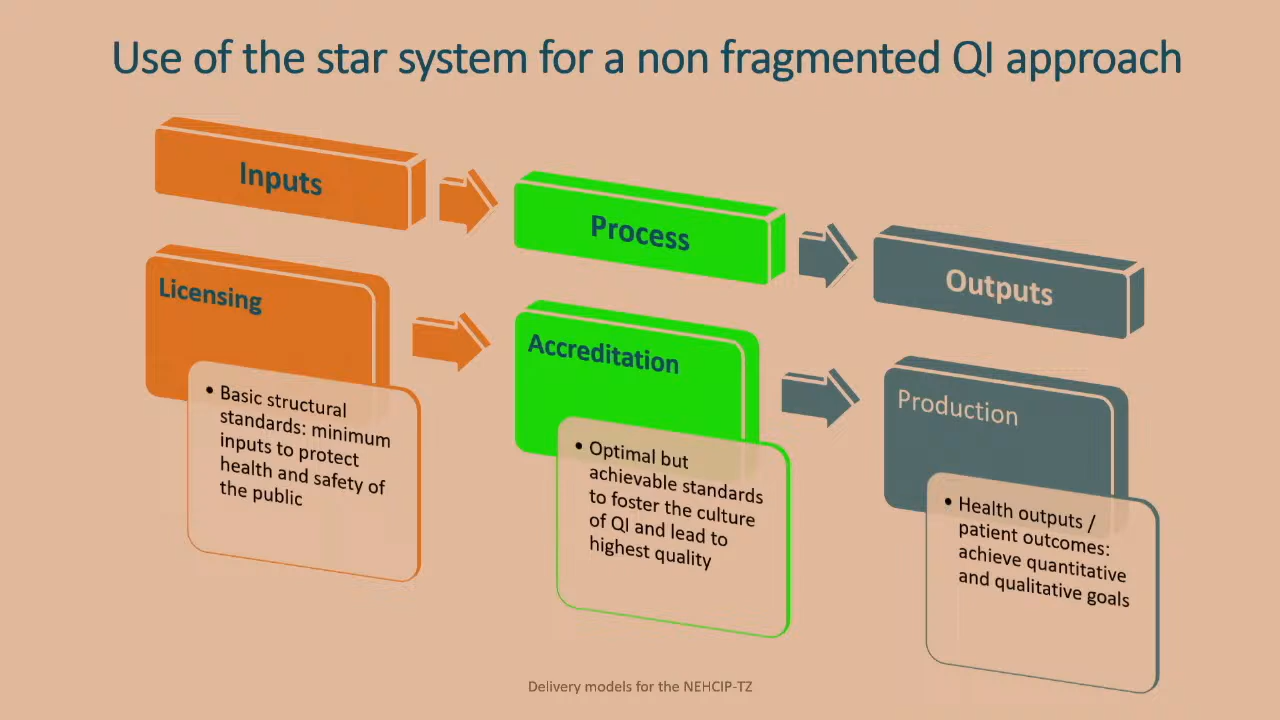 Use of the star system for a non fragmented QI approach
Inputs
Process
Outputs
Licensing
• Basic structural
standards: minimum
inputs to protect
health and safety of
the public
Accreditation
• Optimal but
achievable standards
to foster the culture
of QI and lead to
highest quality
Production
• Health outputs /
patient outcomes:
achieve quantitative
and qualitative goals
Delivery models for the NEHCIP-TZ